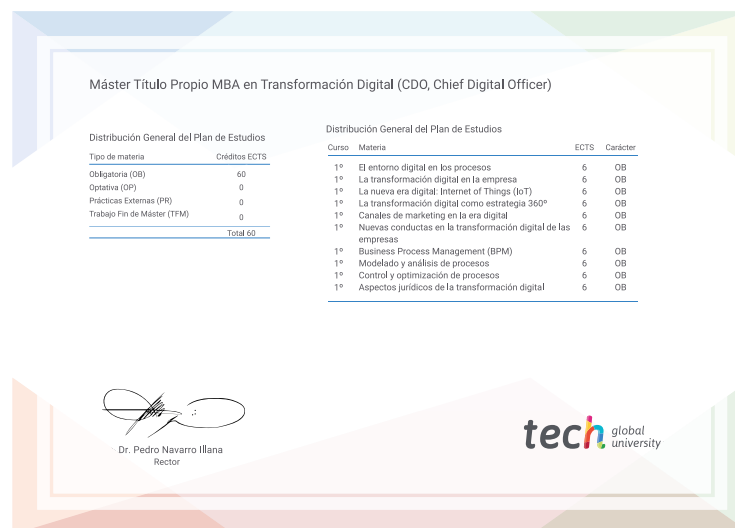 Máster Título Propio MBA en Transformación Digital (CDO, Chief Digital Officer)
Distribución General del Plan de Estudios
Tipo de materia Créditos ECTS
Obligatoria (OB) 60
Optativa (OP) 0
Prácticas Externas (PR) 0
Trabajo Fin de Máster (TFM) 0
Total 60
Distribución General del Plan de Estudios
Curso Materia ECTS Carácter
1º El entorno digital en los procesos 6 OB
1º La transformación digital en la empresa 6 OB
1º La nueva era digital: Internet of Things (IoT) 6 OB
1º La transformación digital como estrategia 360º 6 OB
1º Canales de marketing en la era digital 6 OB
1º Nuevas conductas en la transformación digital de las 6 OB
empresas
1º Business Process Management (BPM) 6 OB
1º Modelado y análisis de procesos 6 OB
1º Control y optimización de procesos 6 OB
1º Aspectos jurídicos de la transformación digital 6 OB
Dr. Pedro Navarro Illana
Rector
tech global
university